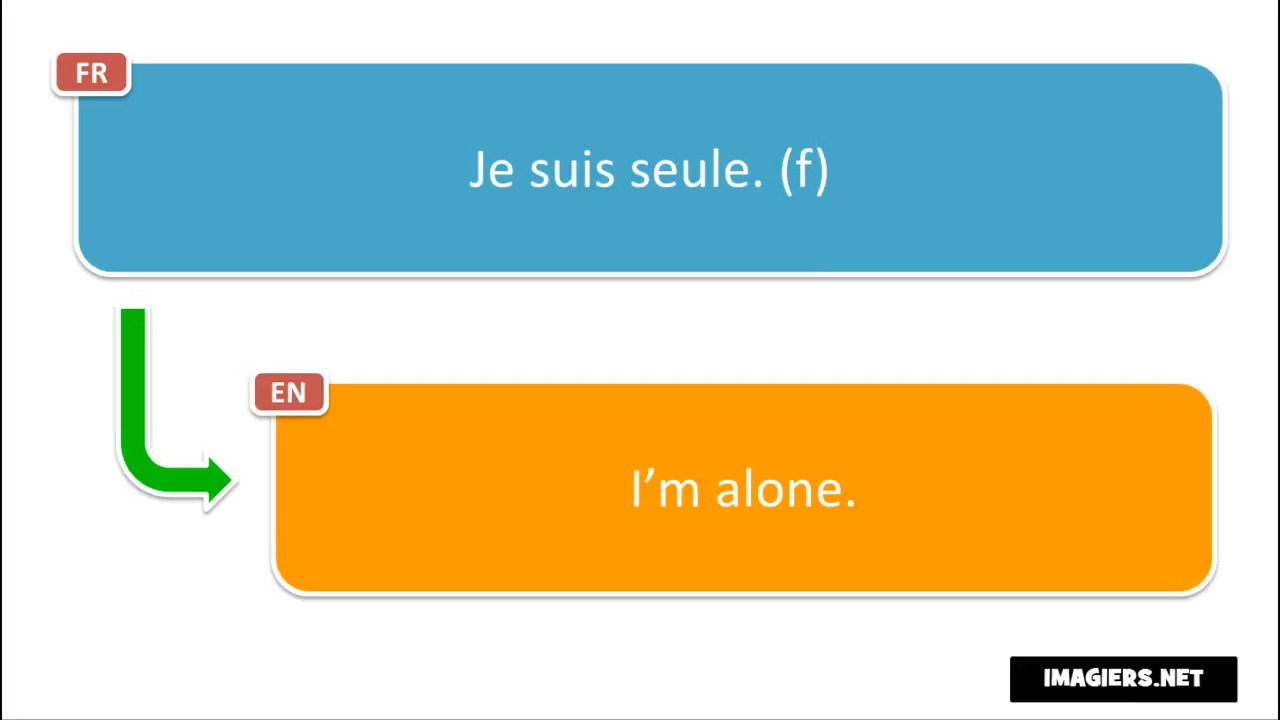 FR
Je suis seule. (f)
EN
I’m alone.
IMAGIERS.NET